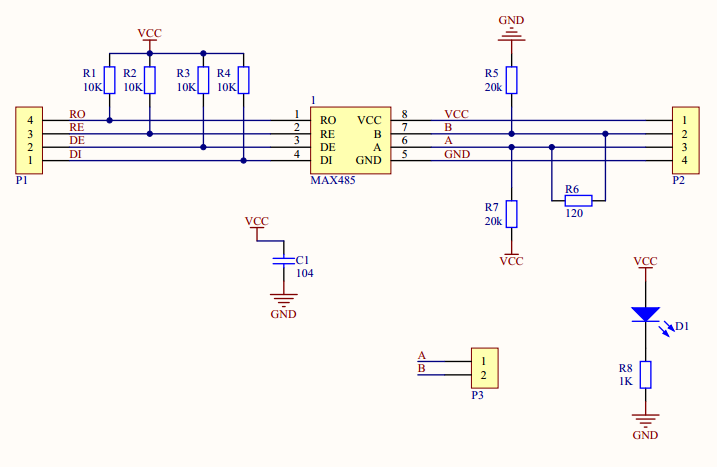 GND
VCC
R1 R2 R3 R4 R5
10K 10K 10K 10K 20k
1
4 RO 1 RO VCC 8 VCC 1
3 RE 2 RE B 7 B 2
2 DE 3 DE A 6 A 3
1 DI 4 DI GND 5 GND 4
P1 MAX485 P2
R6
120
R7
20k
VCC
VCC
C1
104
GND
VCC
D1
A 1
B 2
P3
R8
1K
GND